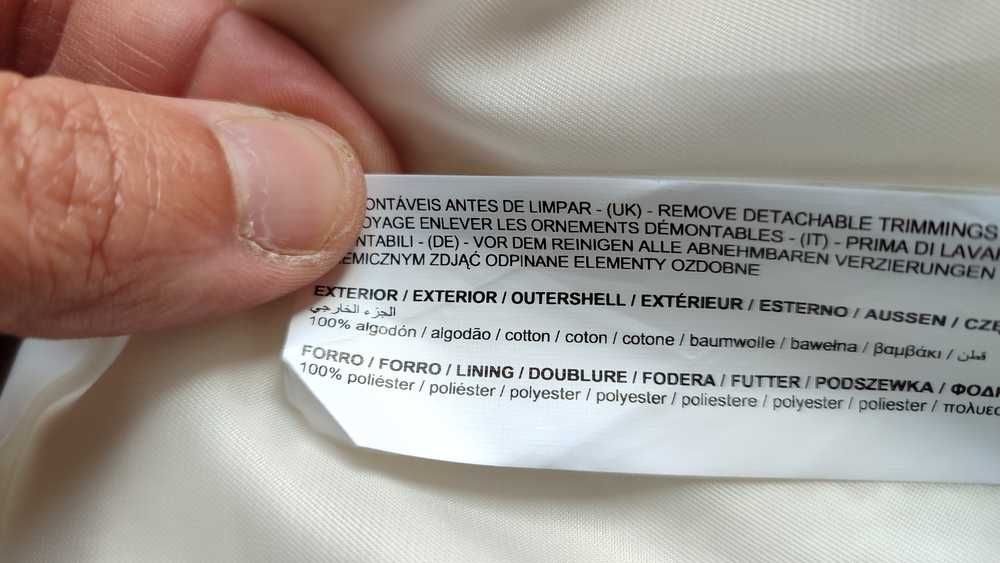 ONTÁVEIS ANTES DE LIMPAR - (UK) - REMOVE DETACHABLE TRIMMINGS
OYAGE ENLEVER LES ORNEMENTS DÉMONTABLES - (IT) - PRIMA DI LAVAR
NTABILI - (DE) - VOR DEM REINIGEN ALLE ABNEHMBAREN VERZIERUNGEN
EMICZNYM ZDJĄĆ ODPINANE ELEMENTY OZDOBNE
EXTERIOR / EXTERIOR / OUTERSHELL / EXTÉRIEUR / ESTERNO / AUSSEN / CZĘ
الجزء الخارجي
100% algodón / algodão / cotton / coton / cotone / baumwolle / bawełna / βαμβάκι / قطن
FORRO / FORRO / LINING / DOUBLURE / FODERA / FUTTER / PODSZEWKA / ΦΟΔ
100% poliéster / poliéster / polyester / polyester / poliestere / polyester / poliester / πολυεσ